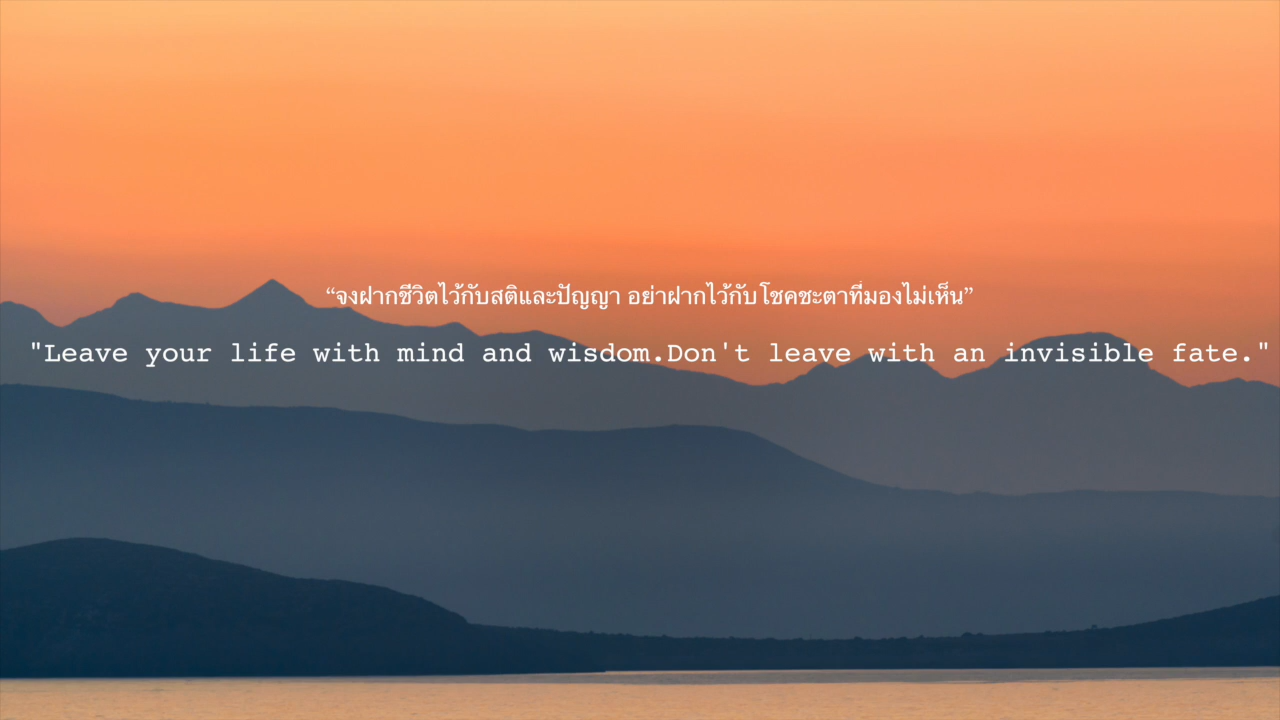 “จงฝากชีวิตไว้กับสติและปัญญา อย่าฝากไว้กับโชคชะตาที่มองไม่เห็น”
"Leave your life with mind and wisdom.Don't leave with an invisible fate."